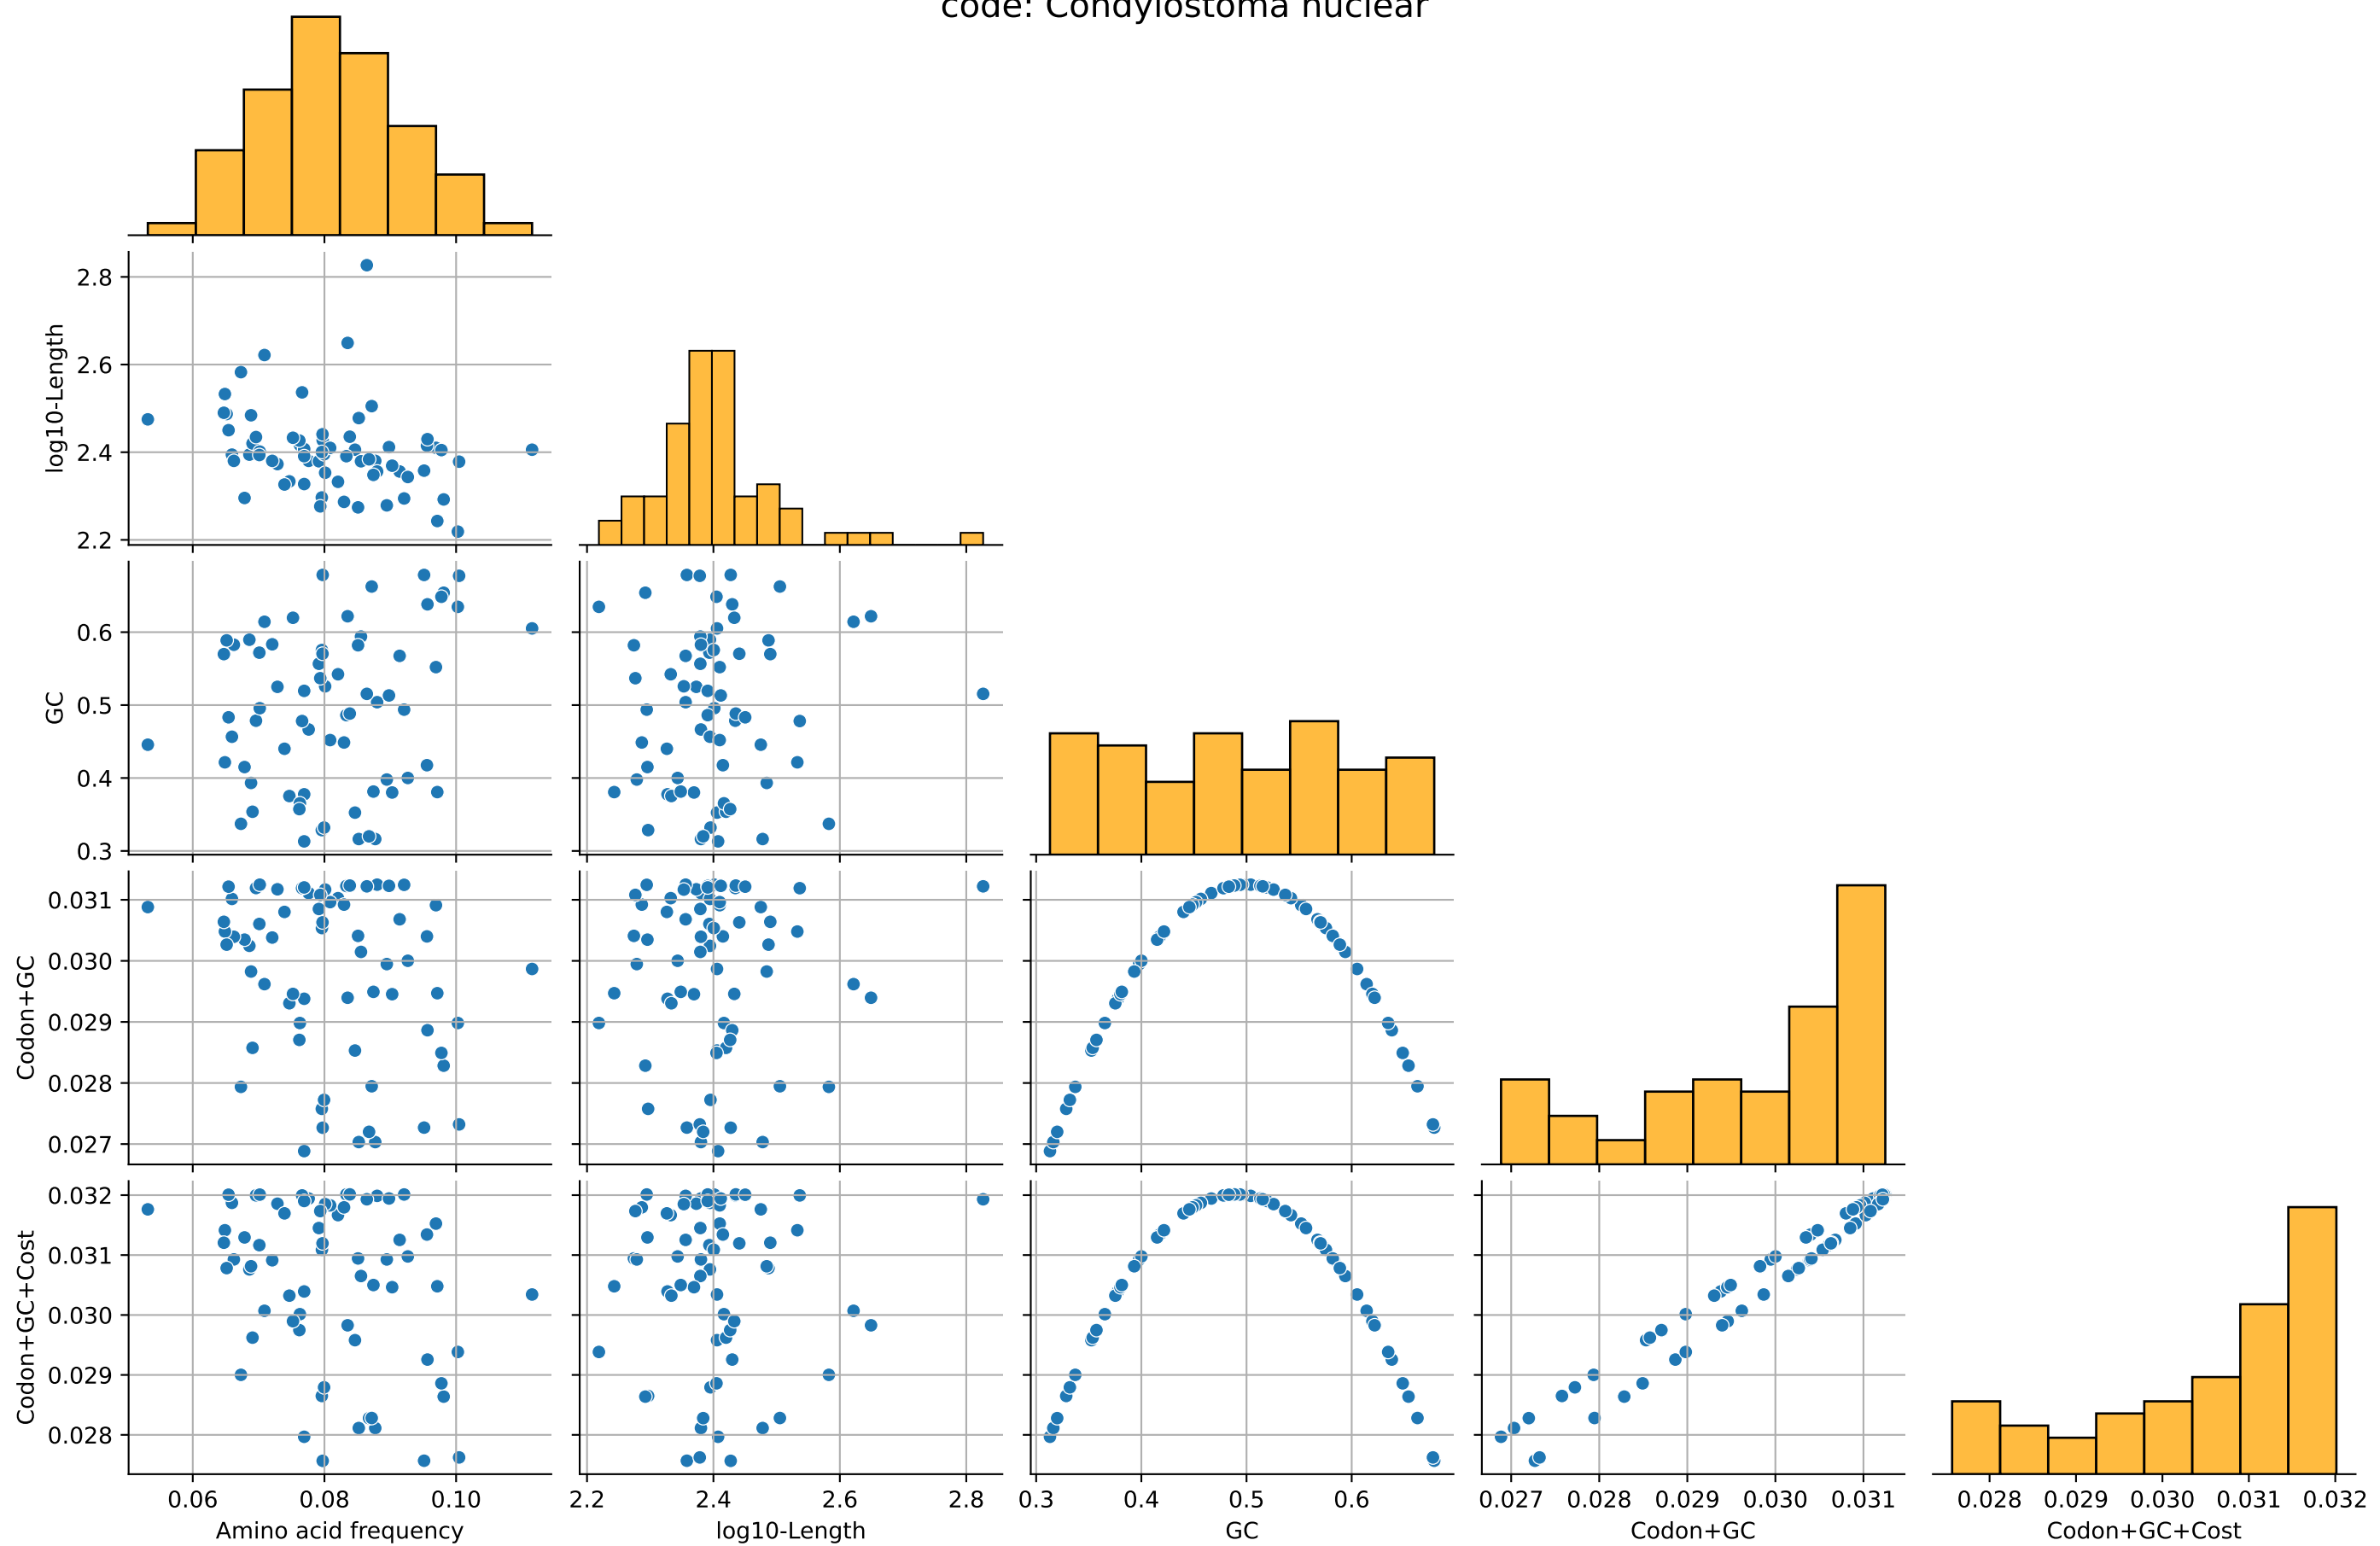 code: Condylostoma nuclear
2.8
2.6
2.4
2.2
log10-Length
0.6
0.5
0.4
0.3
GC
0.031
0.030
0.029
0.028
0.027
Codon+GC
0.032
0.031
0.030
0.029
0.028
Codon+GC+Cost
0.06 0.08 0.10 2.2 2.4 2.6 2.8 0.3 0.4 0.5 0.6 0.027 0.028 0.029 0.030 0.031 0.028 0.029 0.030 0.031 0.032
Amino acid frequency log10-Length GC Codon+GC Codon+GC+Cost